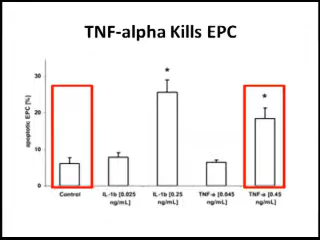 TNF-alpha Kills EPC
apoptotic EPC [%]
30
20
10
0
*
*
Control
IL-1b [0.025
ng/mL]
IL-1b [0.25
ng/mL]
TNF-a [0.045
ng/mL]
TNF-a [0.45
ng/mL]